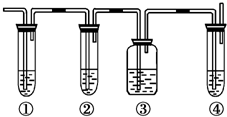 ① ② ③ ④